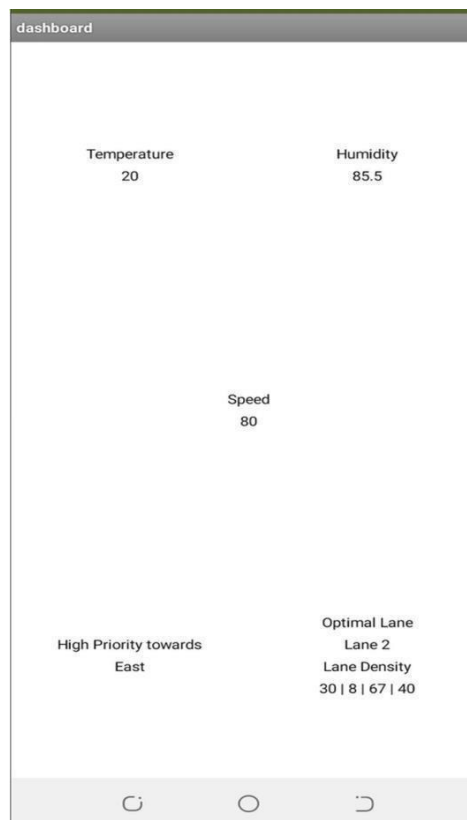 dashboard
Temperature
20
Humidity
85.5
Speed
80
High Priority towards
East
Optimal Lane
Lane 2
Lane Density
30 | 8 | 67 | 40